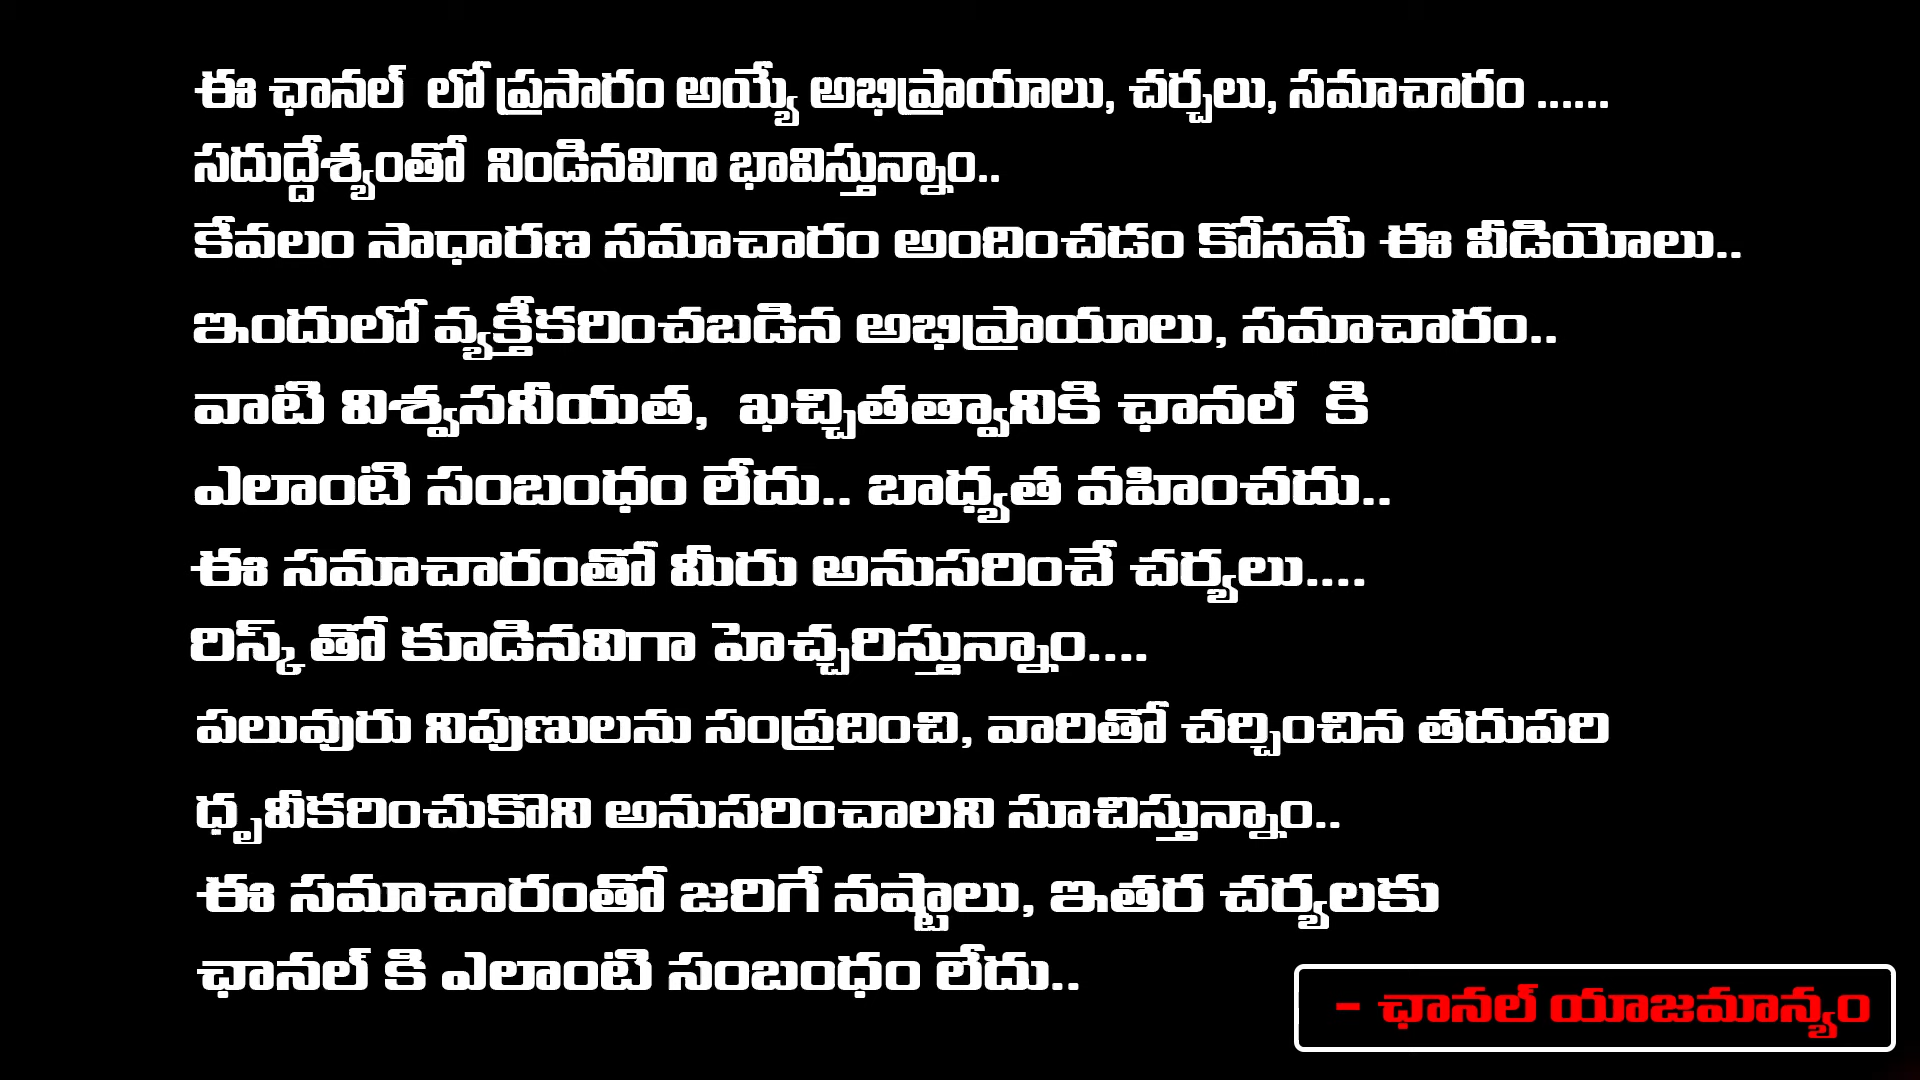 ఈ ఛానల్ లో ప్రసారం అయ్యే అభిప్రాయాలు, చర్చలు, సమాచారం ......
సదుద్దేశ్యంతో నిండినవిగా భావిస్తున్నాం..
కేవలం సాధారణ సమాచారం అందించడం కోసమే ఈ వీడియోలు..
ఇందులో వ్యక్తీకరించబడిన అభిప్రాయాలు, సమాచారం..
వాటి విశ్వసనీయత, ఖచ్చితత్వానికి ఛానల్ కి
ఎలాంటి సంబంధం లేదు.. బాధ్యత వహించదు..
ఈ సమాచారంతో మీరు అనుసరించే చర్యలు....
రిస్క్ తో కూడినవిగా హెచ్చరిస్తున్నాం....
పలువురు నిపుణులను సంప్రదించి, వారితో చర్చించిన తదుపరి
ధృవీకరించుకొని అనుసరించాలని సూచిస్తున్నాం..
ఈ సమాచారంతో జరిగే నష్టాలు, ఇతర చర్యలకు
ఛానల్ కి ఎలాంటి సంబంధం లేదు..
- ఛానల్ యాజమాన్యం